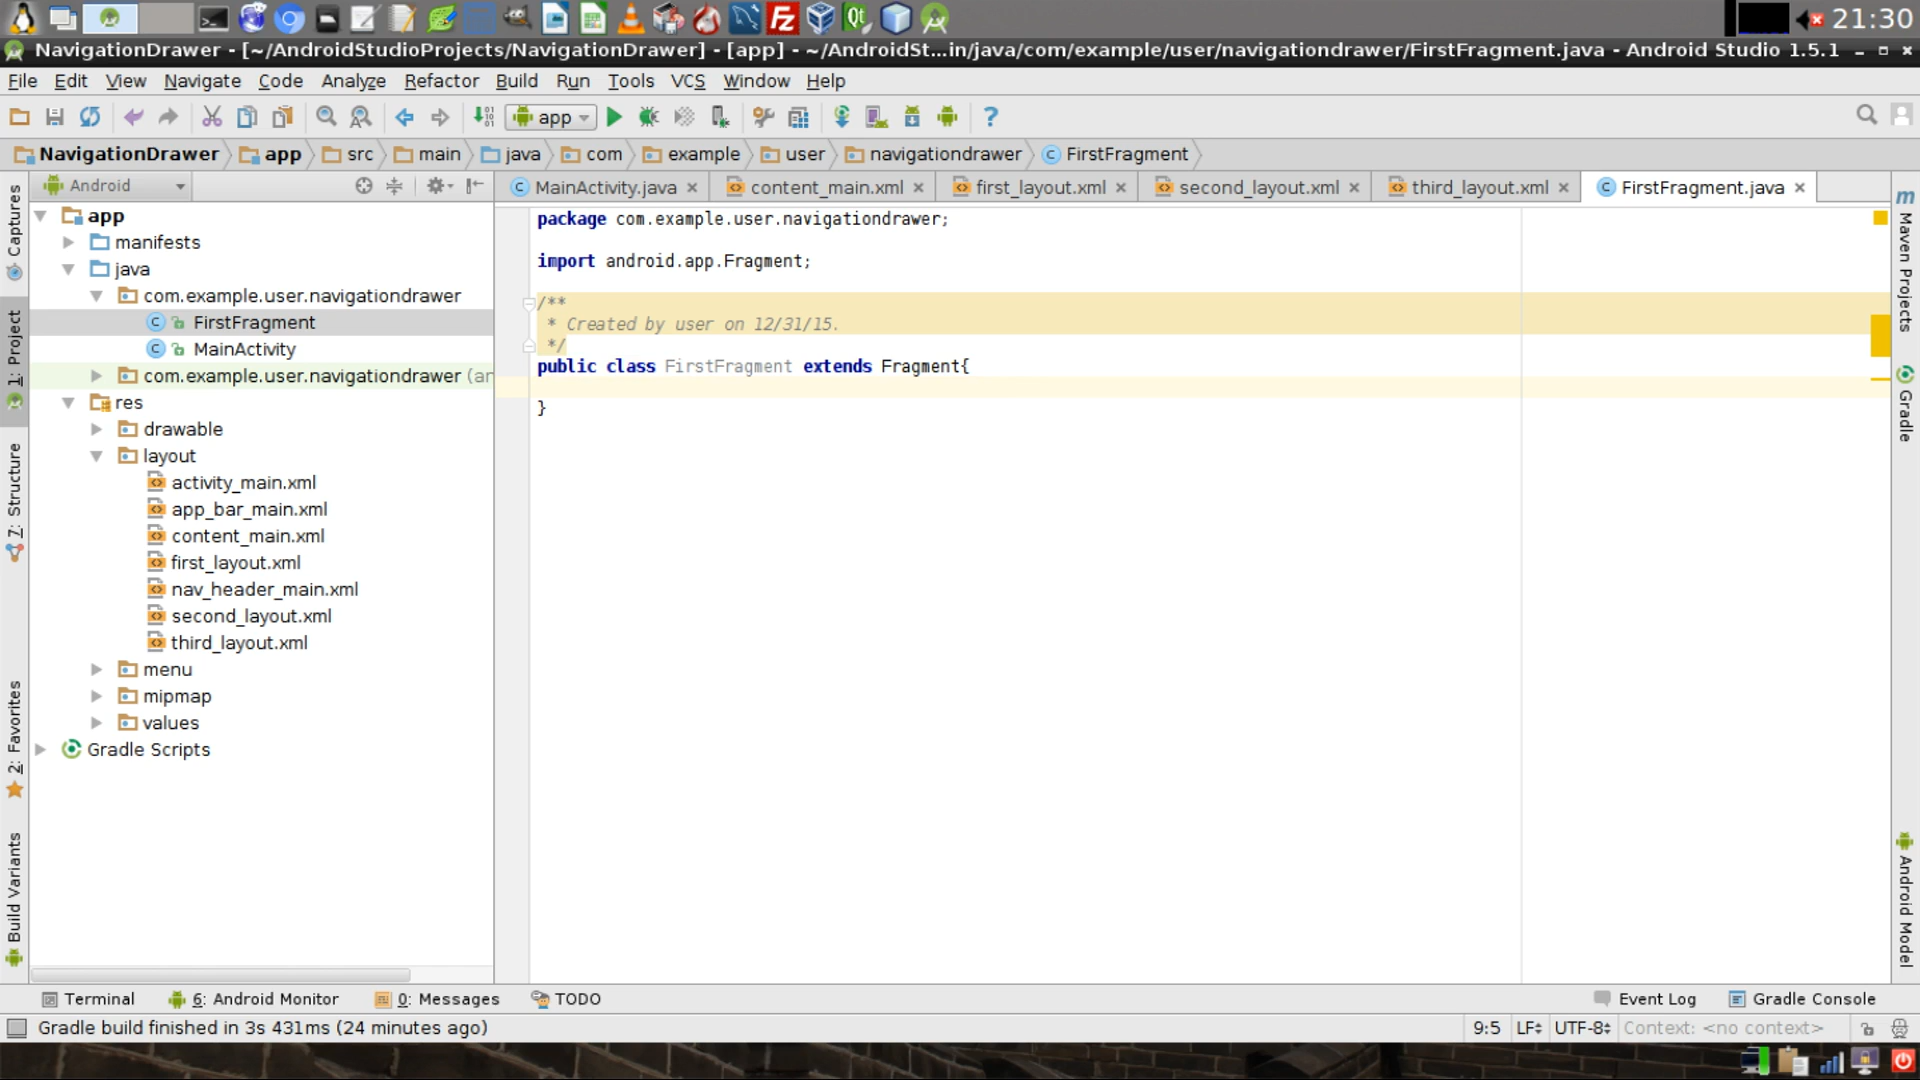 21:30
NavigationDrawer - [~/AndroidStudioProjects/NavigationDrawer] - [app] - ~/AndroidSt...in/java/com/example/user/navigationdrawer/FirstFragment.java - Android Studio 1.5.1
File Edit View Navigate Code Analyze Refactor Build Run Tools VCS Window Help
app
NavigationDrawer app src main java com example user navigationdrawer FirstFragment
Android
MainActivity.java content_main.xml first_layout.xml second_layout.xml third_layout.xml FirstFragment.java
Captures
1: Project
7: Structure
2: Favorites
Build Variants
app
manifests
java
com.example.user.navigationdrawer
FirstFragment
MainActivity
com.example.user.navigationdrawer (an
res
drawable
layout
activity_main.xml
app_bar_main.xml
content_main.xml
first_layout.xml
nav_header_main.xml
second_layout.xml
third_layout.xml
menu
mipmap
values
Gradle Scripts
package com.example.user.navigationdrawer;
import android.app.Fragment;
/**
* Created by user on 12/31/15.
*/
public class FirstFragment extends Fragment{
}
Maven Projects
Gradle
Android Model
Terminal 6: Android Monitor 0: Messages TODO Event Log Gradle Console
Gradle build finished in 3s 431ms (24 minutes ago) 9:5 LF UTF-8 Context: <no context>